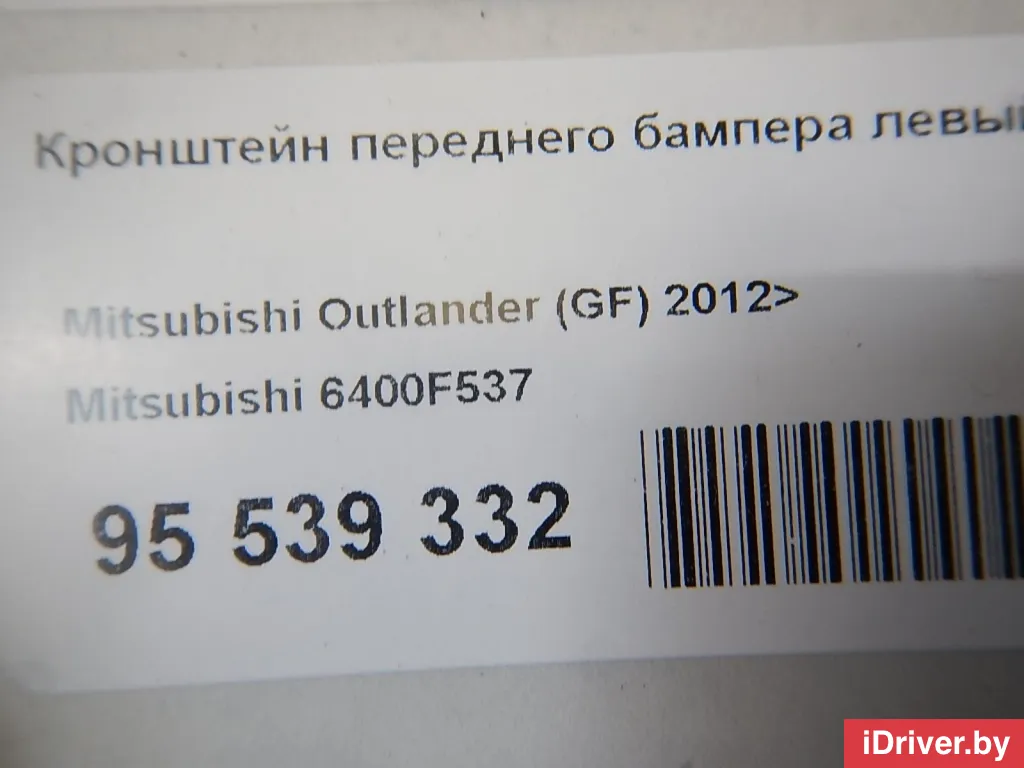 Кронштейн переднего бампера левый
Mitsubishi Outlander (GF) 2012>
Mitsubishi 6400F537
95 539 332
iDriver.by